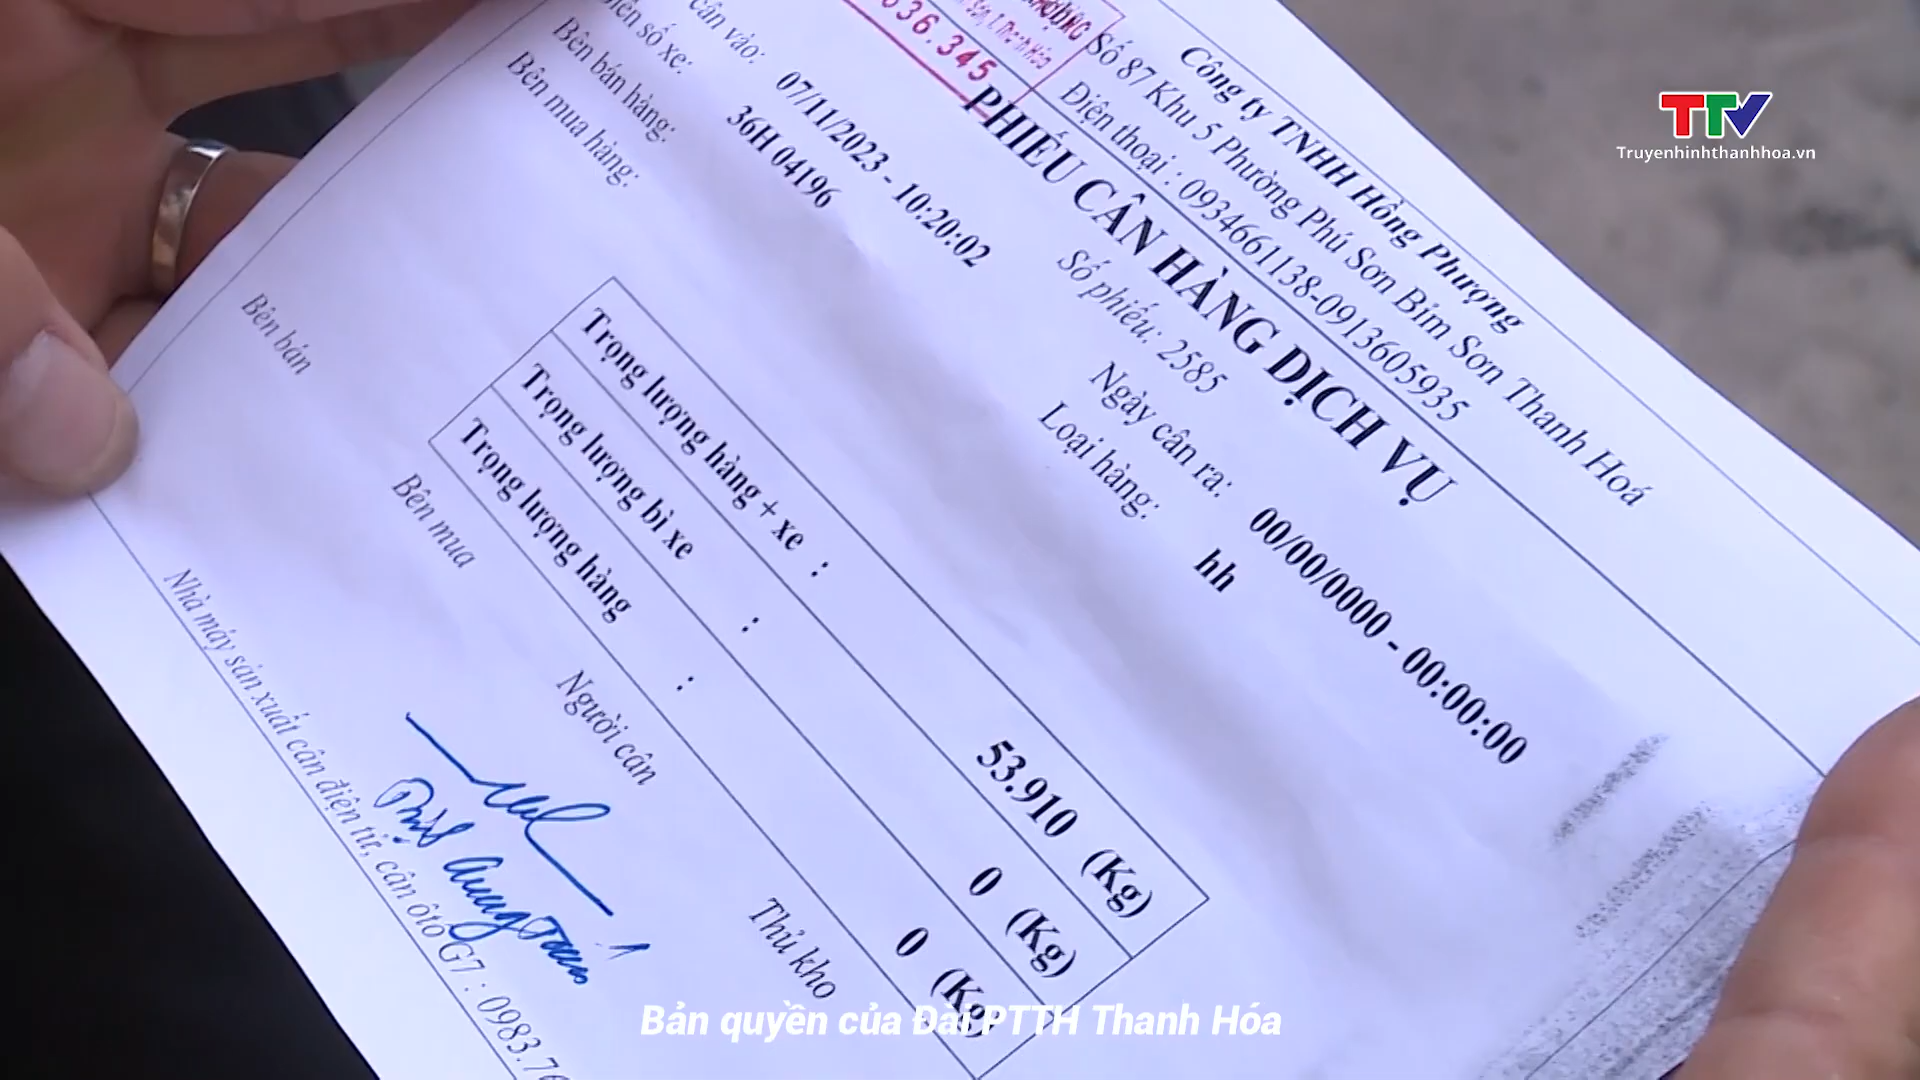 Công ty TNHH Hồng Phượng
Số 87 Khu 5 Phường Phú Sơn Bỉm Sơn Thanh Hoá
Điện thoại : 0934661138-0913605935
636.345
PHIẾU CÂN HÀNG DỊCH VỤ
Số phiếu: 2585
cân vào: 07/11/2023 - 10:20:02
Ngày cân ra: 00/00/0000 - 00:00:00
Biển số xe: 36H 04196
Loại hàng: hh
Bên bán hàng:
Bên mua hàng:
Trọng lượng hàng + xe : 53.910 (Kg)
Trọng lượng bì xe : 0 (Kg)
Trọng lượng hàng : 0 (Kg)
Bên bán
Bên mua
Người cân
Thủ kho
Nhà máy sản xuất cân điện tử, cân ôtô G7 : 0983.76
TTV
Truyenhinhthanhhoa.vn
Bản quyền của Đài PTTH Thanh Hóa